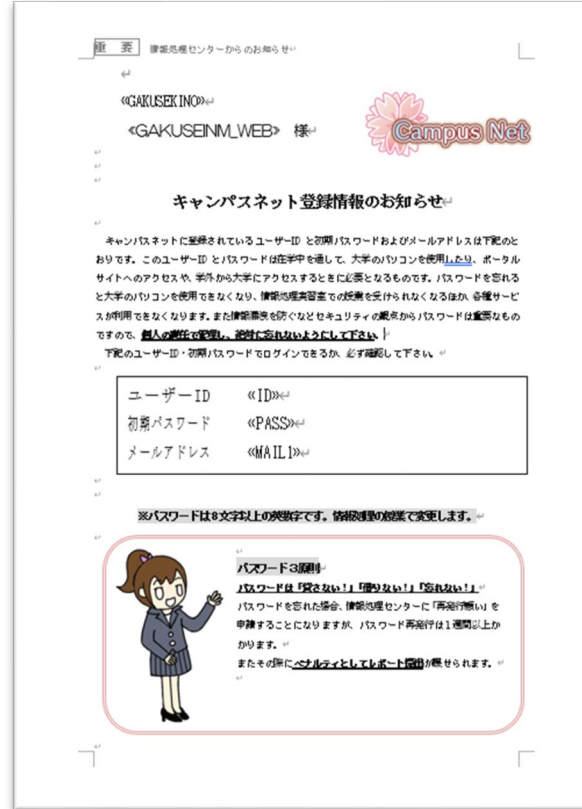 重 要 情報処理センターからのお知らせ
«GAKUSEKINO»
«GAKUSEINM_WEB» 様
Campus Net
キャンパスネット登録情報のお知らせ
キャンパスネットに登録されているユーザーID と初期パスワードおよびメールアドレスは下記のと
おりです。このユーザーID とパスワードは在学中を通して、大学のパソコンを使用したり、ポータル
サイトへのアクセスや、学外から大学にアクセスするときに必要となるものです。パスワードを忘れる
と大学のパソコンを使用できなくなり、情報処理実習室での授業を受けられなくなるほか、各種サービ
スが利用できなくなります。また情報漏洩を防ぐなどセキュリティの観点からパスワードは重要なもの
ですので、個人の責任で管理し、絶対に忘れないようにして下さい。
下記のユーザーID・初期パスワードでログインできるか、必ず確認して下さい。
ユーザーID «ID»
初期パスワード «PASS»
メールアドレス «MAIL1»
※パスワードは8文字以上の英数字です。情報処理の授業で変更します。
パスワード3原則
パスワードは「貸さない!」「借りない!」「忘れない!」
パスワードを忘れた場合、情報処理センターに「再発行願い」を
申請することになりますが、パスワード再発行は1週間以上か
かります。
またその際にペナルティとしてレポート提出が課せられます。